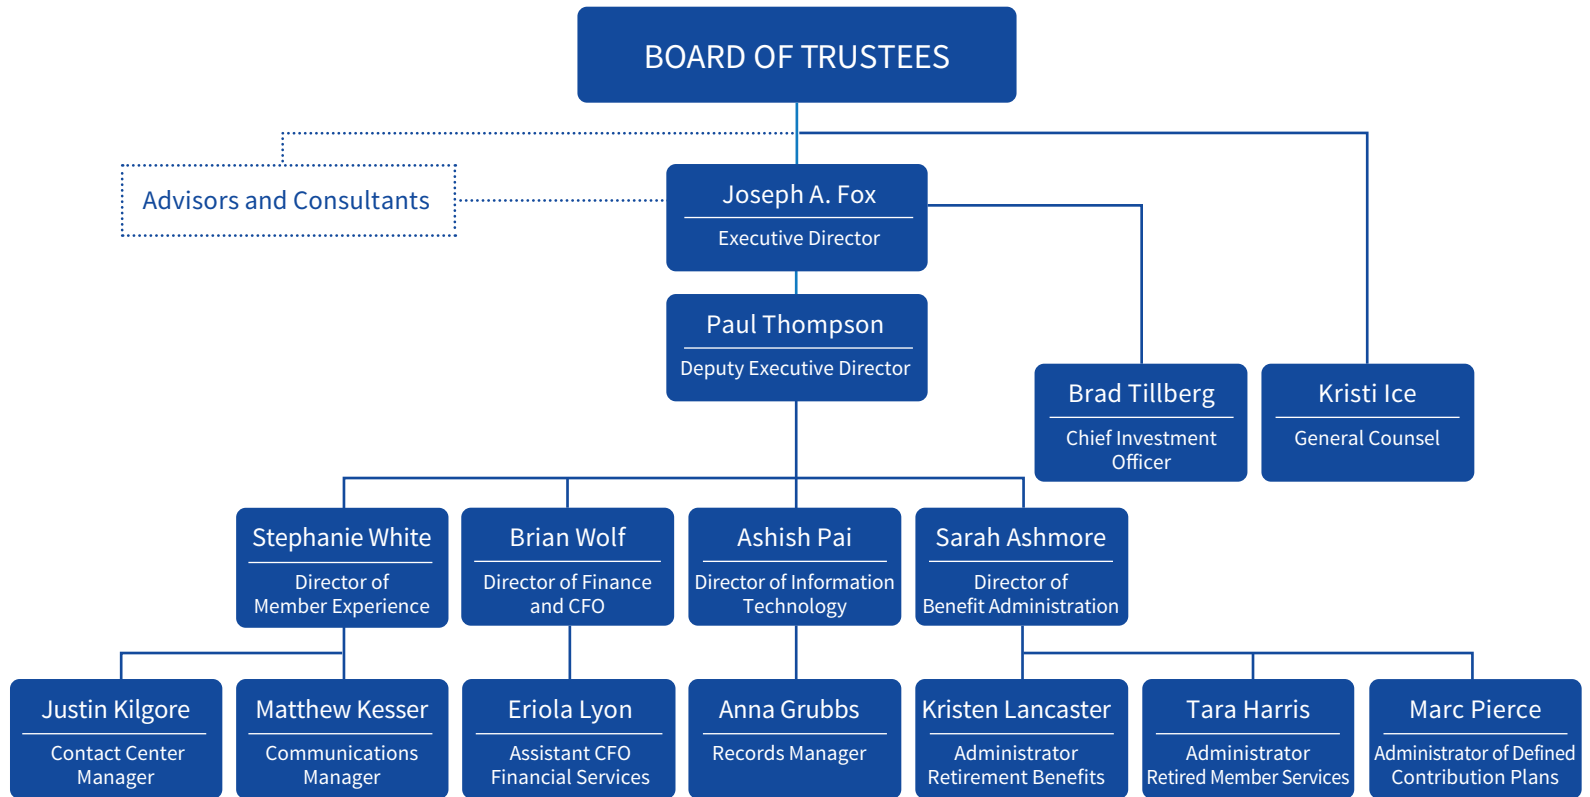 BOARD OF TRUSTEES
Advisors and Consultants
Joseph A. Fox
Executive Director
Paul Thompson
Deputy Executive Director
Brad Tillberg
Chief Investment
Officer
Kristi Ice
General Counsel
Stephanie White
Director of
Member Experience
Brian Wolf
Director of Finance
and CFO
Ashish Pai
Director of Information
Technology
Sarah Ashmore
Director of
Benefit Administration
Justin Kilgore
Contact Center
Manager
Matthew Kesser
Communications
Manager
Eriola Lyon
Assistant CFO
Financial Services
Anna Grubbs
Records Manager
Kristen Lancaster
Administrator
Retirement Benefits
Tara Harris
Administrator
Retired Member Services
Marc Pierce
Administrator of Defined
Contribution Plans